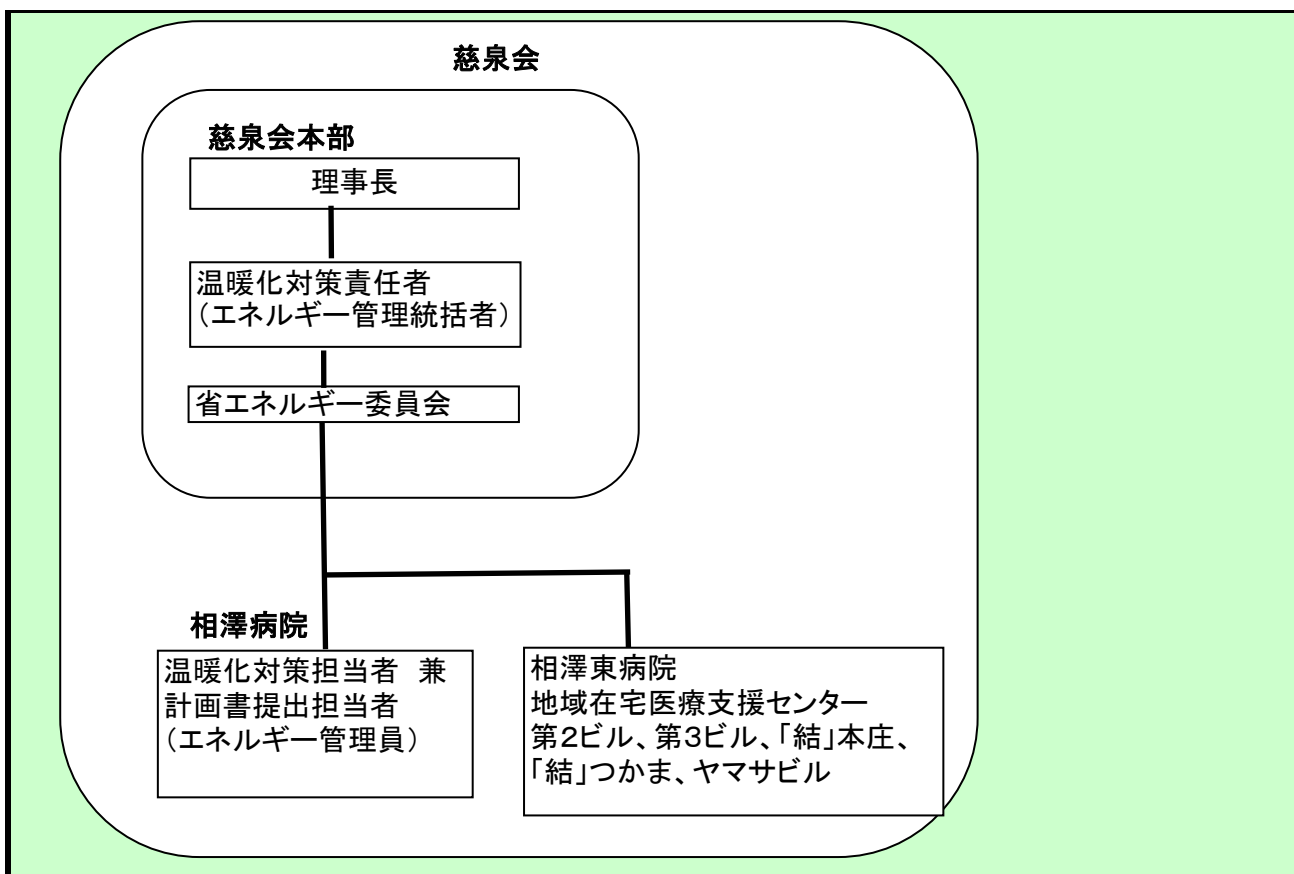 慈泉会
慈泉会本部
理事長
温暖化対策責任者
(エネルギー管理統括者)
省エネルギー委員会
相澤病院
温暖化対策担当者 兼
計画書提出担当者
(エネルギー管理員)
相澤東病院
地域在宅医療支援センター
第2ビル、第3ビル、「結」本庄、
「結」つかま、ヤマサビル